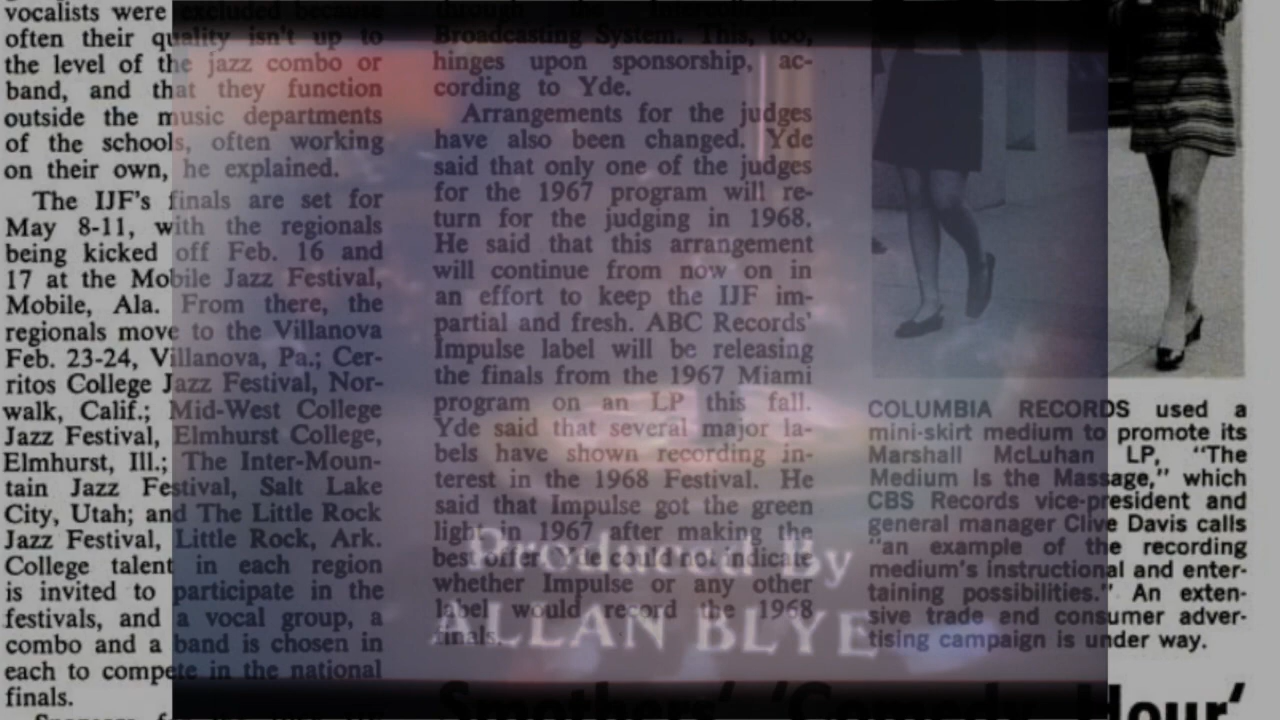 vocalists were excluded because
often their quality isn't up to
the level of the jazz combo or
band, and that they function
outside the music departments
of the schools, often working
on their own, he explained.
The IJF's finals are set for
May 8-11, with the regionals
being kicked off Feb. 16 and
17 at the Mobile Jazz Festival,
Mobile, Ala. From there, the
regionals move to the Villanova
Feb. 23-24, Villanova, Pa.; Cer-
ritos College Jazz Festival, Nor-
walk, Calif.; Mid-West College
Jazz Festival, Elmhurst College,
Elmhurst, Ill.; The Inter-Moun-
tain Jazz Festival, Salt Lake
City, Utah; and The Little Rock
Jazz Festival, Little Rock, Ark.
College talent in each region
is invited to participate in the
festivals, and a vocal group, a
combo and a band is chosen in
each to compete in the national
finals.
through the Intercollegiate
Broadcasting System. This, too,
hinges upon sponsorship, ac-
cording to Yde.
Arrangements for the judges
have also been changed. Yde
said that only one of the judges
for the 1967 program will re-
turn for the judging in 1968.
He said that this arrangement
will continue from now on in
an effort to keep the IJF im-
partial and fresh. ABC Records'
Impulse label will be releasing
the finals from the 1967 Miami
program on an LP this fall.
Yde said that several major la-
bels have shown recording in-
terest in the 1968 Festival. He
said that Impulse got the green
light in 1967 after making the
best offer. Yde could not indicate
whether Impulse or any other
label would record the 1968
finals.
Produced by
ALLAN BLYE
COLUMBIA RECORDS used a
mini-skirt medium to promote its
Marshall McLuhan LP, "The
Medium Is the Massage," which
CBS Records vice-president and
general manager Clive Davis calls
"an example of the recording
medium's instructional and enter-
taining possibilities." An exten-
sive trade and consumer adver-
tising campaign is under way.
Smothers' 'Comedy Hour'